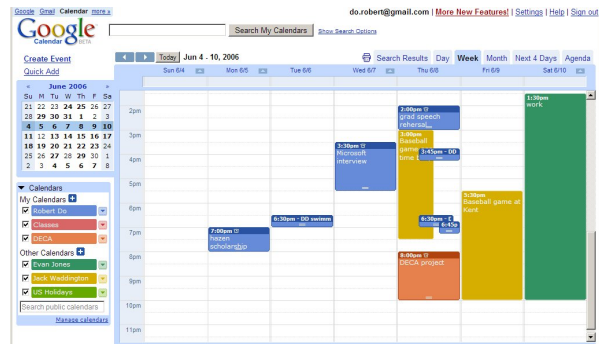 Google Gmail Calendar more »
do.robert@gmail.com | More New Features! | Settings | Help | Sign out
Google
Calendar BETA
Search My Calendars Show Search Options
Create Event
Quick Add
Today Jun 4 - 10, 2006
Search Results Day Week Month Next 4 Days Agenda
Sun 6/4 Mon 6/5 Tue 6/6 Wed 6/7 Thu 6/8 Fri 6/9 Sat 6/10
« June 2006 »
Su M Tu W Th F Sa
21 22 23 24 25 26 27
28 29 30 31 1 2 3
4 5 6 7 8 9 10
11 12 13 14 15 16 17
18 19 20 21 22 23 24
25 26 27 28 29 30 1
2 3 4 5 6 7 8
Calendars
My Calendars
Robert Do
Classes
DECA
Other Calendars
Evan Jones
Jack Waddington
US Holidays
Search public calendars
Manage calendars
2pm
3pm
4pm
5pm
6pm
7pm
8pm
9pm
10pm
11pm
7:00pm
hazen
scholarship
6:30pm - DD swimm
3:30pm
Microsoft
interview
2:00pm
grad speech
rehersal
3:00pm
Baseball
game
time
3:45pm - DD
6:30pm - D
6:45p
8:00pm
DECA project
5:30pm
Baseball game at
Kent
1:30pm
work